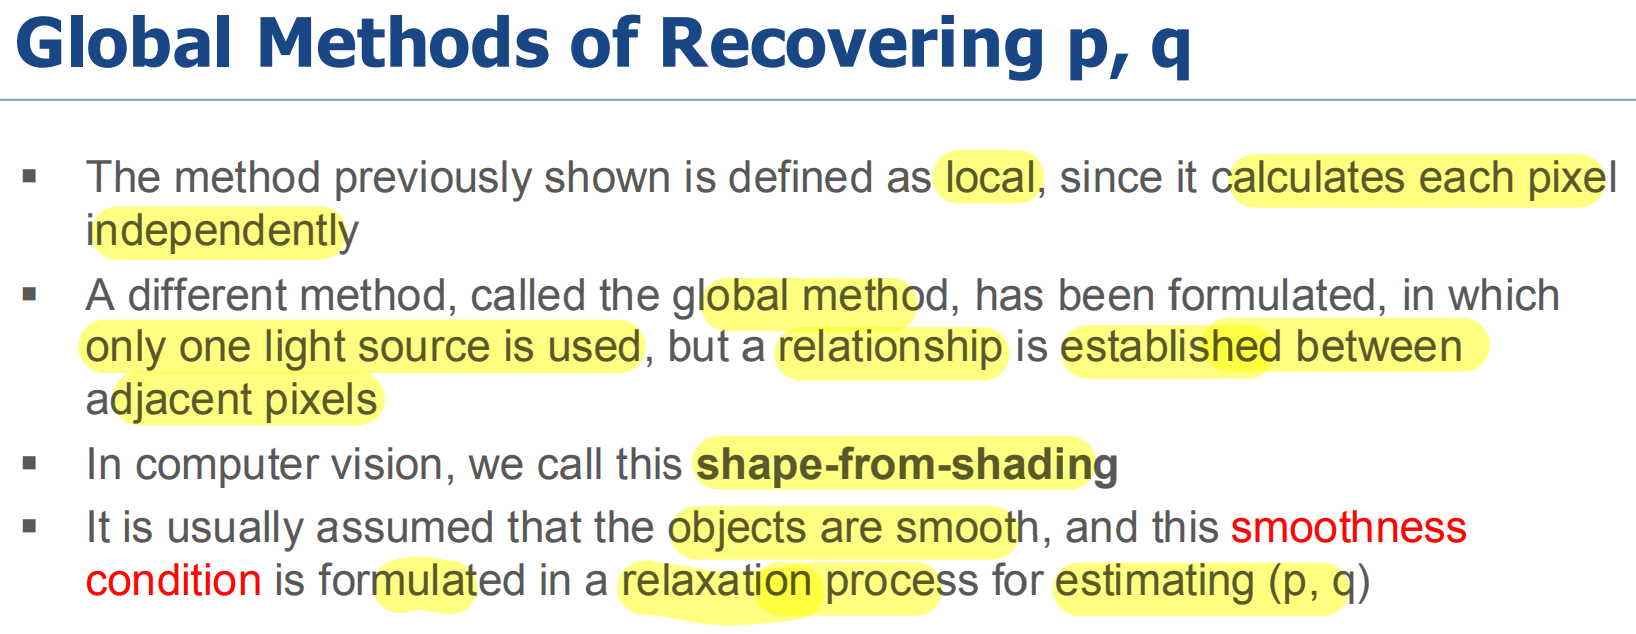 Global Methods of Recovering p, q
▪ The method previously shown is defined as local, since it calculates each pixel
independently
▪ A different method, called the global method, has been formulated, in which
only one light source is used, but a relationship is established between
adjacent pixels
▪ In computer vision, we call this shape-from-shading
▪ It is usually assumed that the objects are smooth, and this smoothness
condition is formulated in a relaxation process for estimating (p, q)